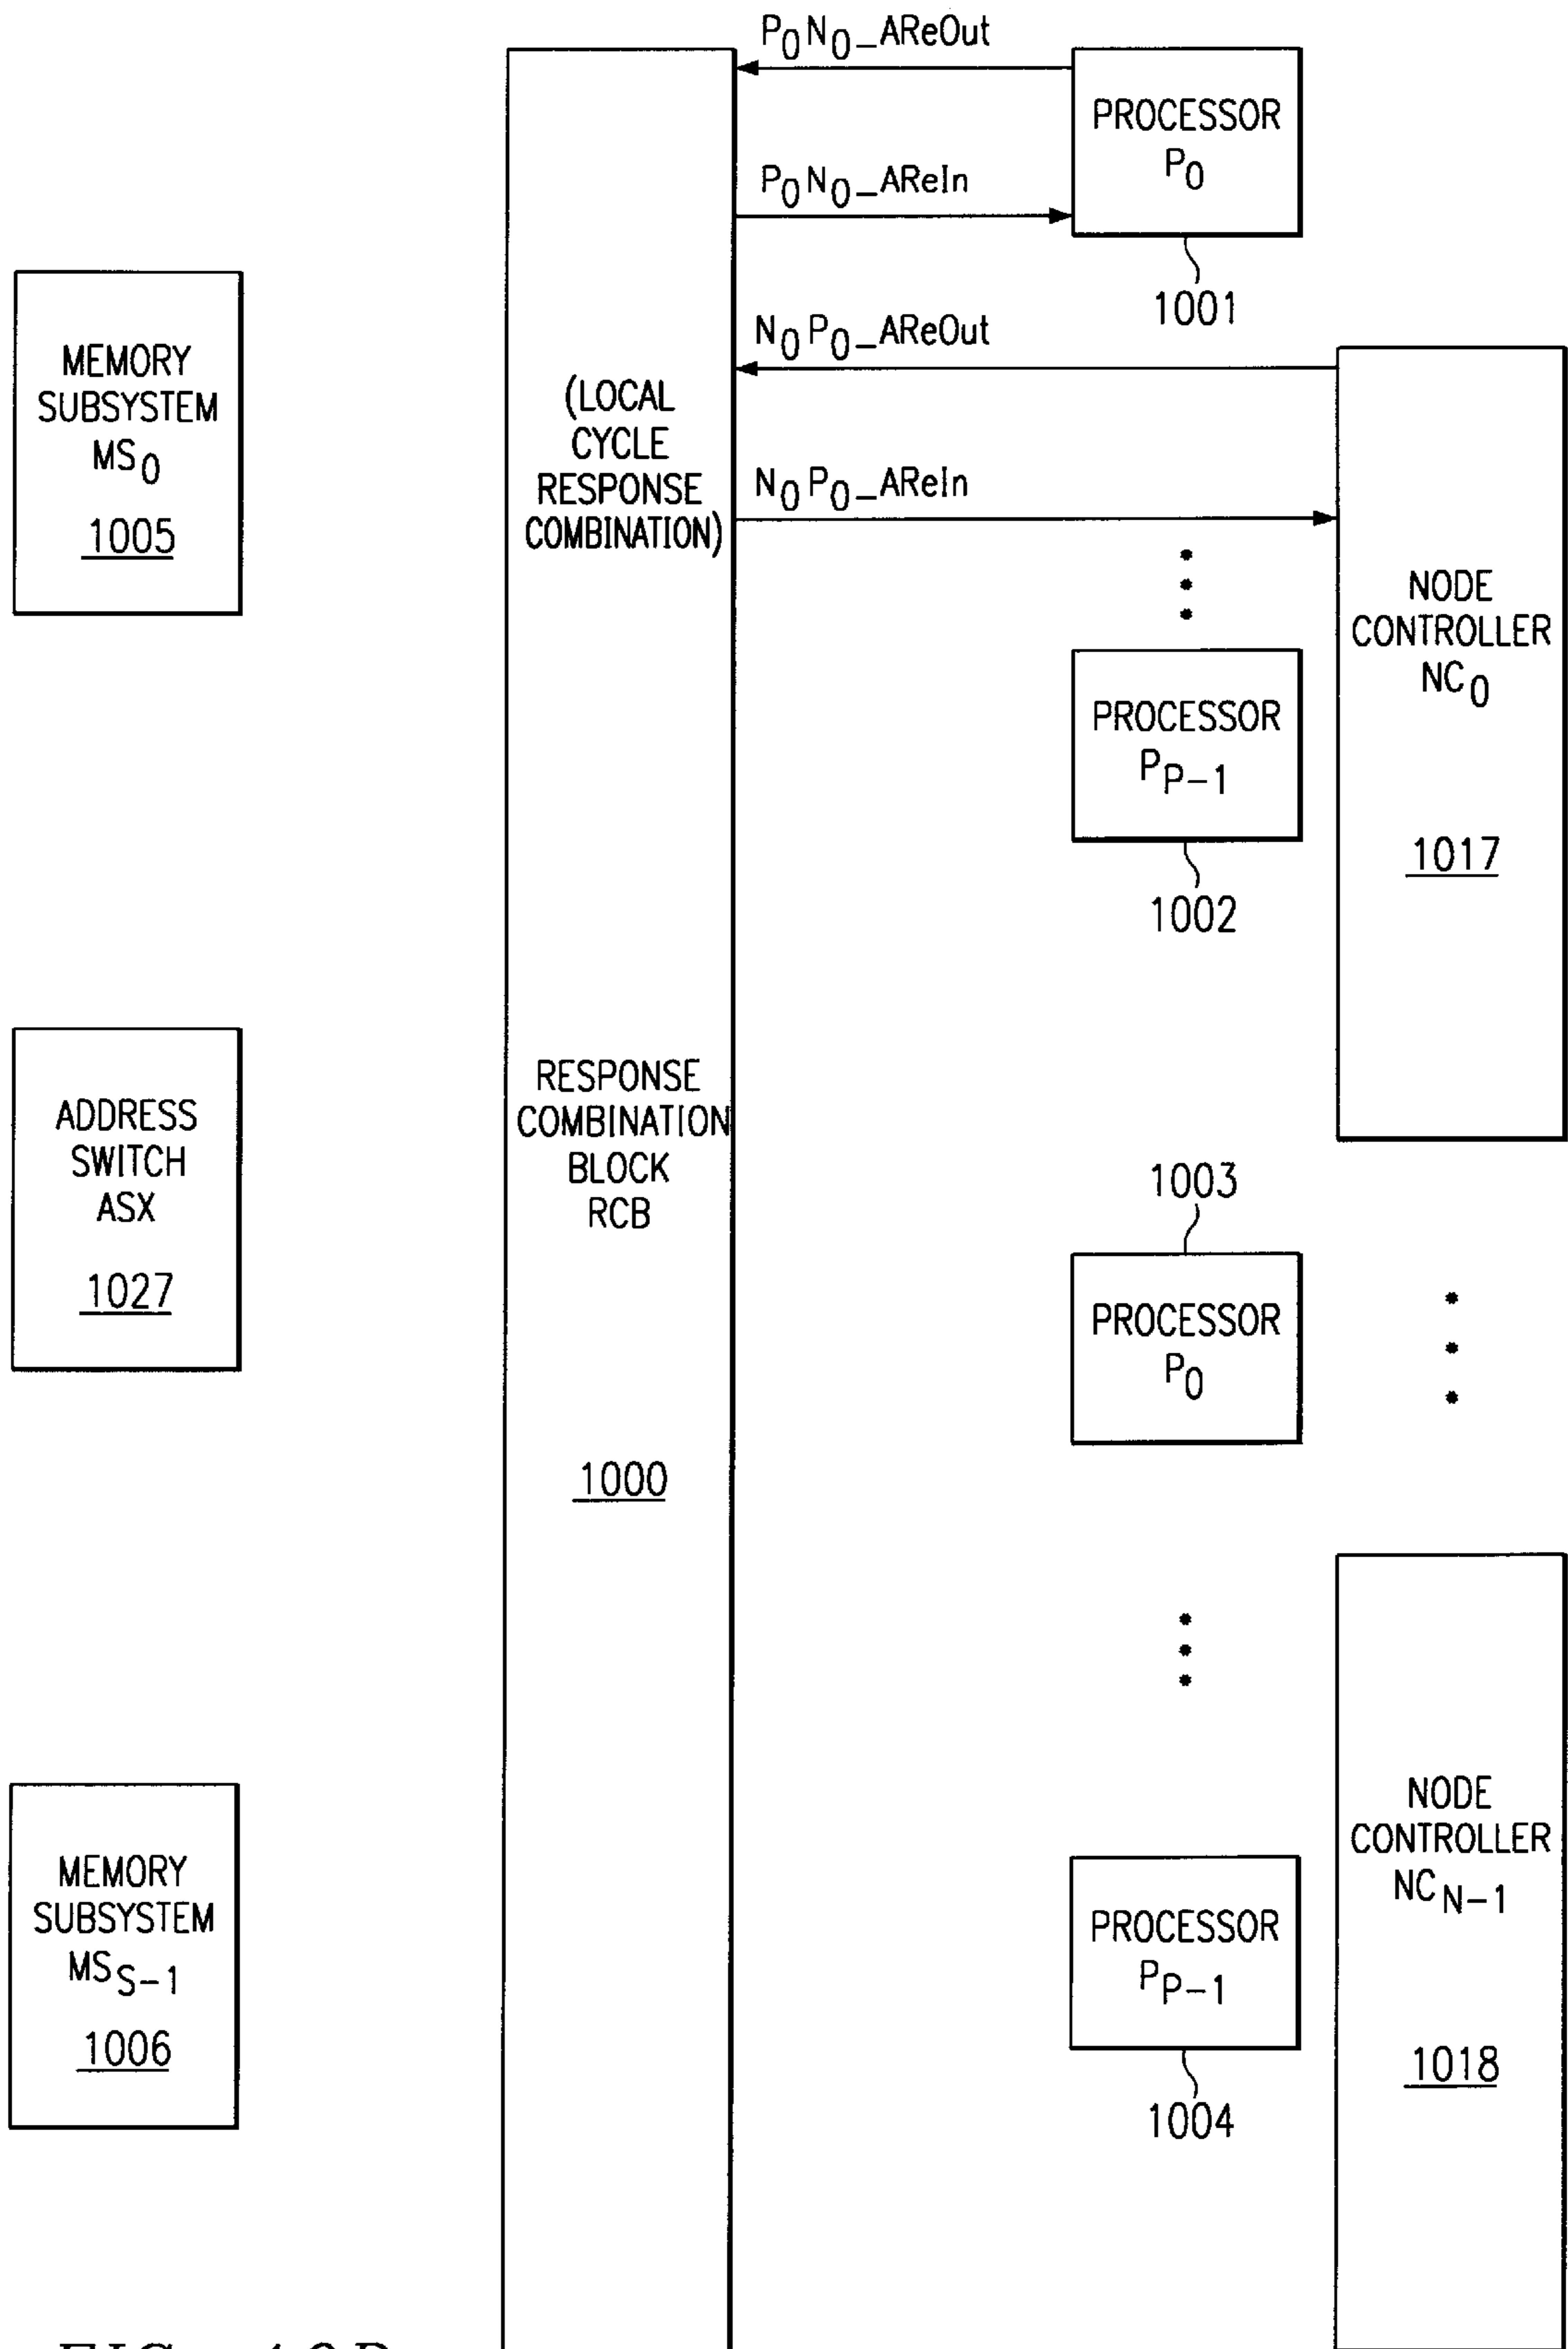 P0N0_AReOut
PROCESSOR
P0
1001
P0N0_AReIn
N0P0_AReOut
N0P0_AReIn
MEMORY
SUBSYSTEM
MS0
1005
(LOCAL
CYCLE
RESPONSE
COMBINATION)
NODE
CONTROLLER
NC0
1017
PROCESSOR
PP-1
1002
ADDRESS
SWITCH
ASX
1027
RESPONSE
COMBINATION
BLOCK
RCB
1000
1003
PROCESSOR
P0
MEMORY
SUBSYSTEM
MSS-1
1006
PROCESSOR
PP-1
1004
NODE
CONTROLLER
NCN-1
1018